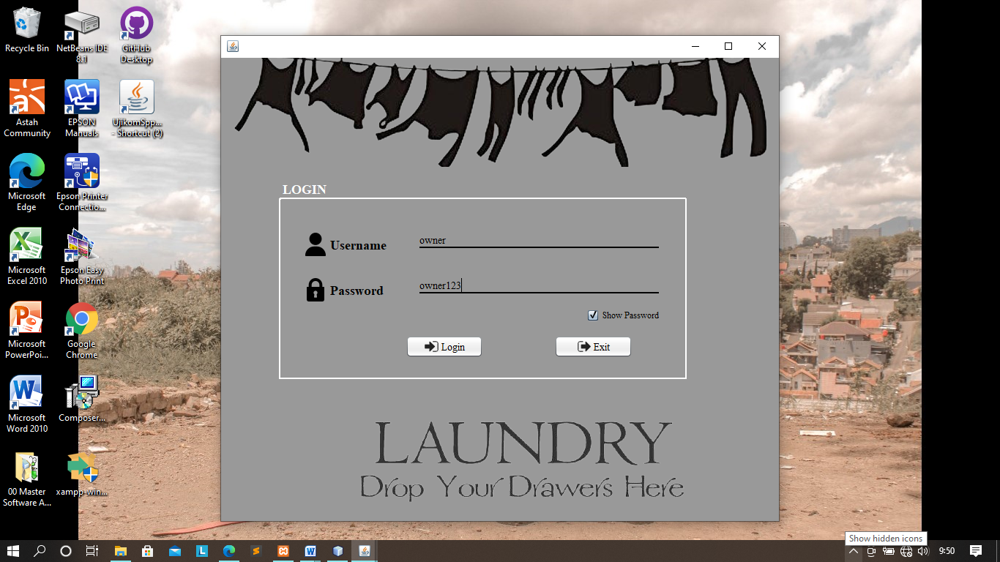 Recycle Bin
NetBeans IDE
8.1
GitHub
Desktop
Astah
Community
EPSON
Manuals
UjikomSpp...
- Shortcut (2)
Microsoft
Edge
Epson Printer
Connectio...
Microsoft
Excel 2010
Epson Easy
Photo Print
Microsoft
PowerPoi...
Google
Chrome
Microsoft
Word 2010
Composer...
00 Master
Software A...
xampp-win...
LOGIN
Username
owner
Password
owner123
Show Password
Login
Exit
LAUNDRY
Drop Your Drawers Here
Show hidden icons
9:50